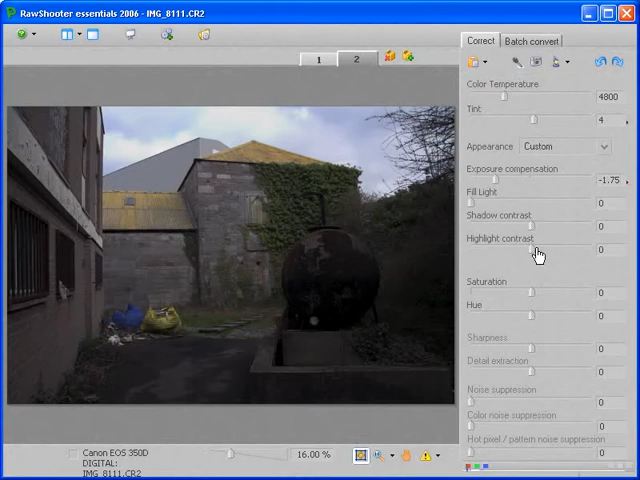 RawShooter essentials 2006 - IMG_8111.CR2
1
2
Correct
Batch convert
Color Temperature
4800
Tint
4
Appearance
Custom
Exposure compensation
-1.75
Fill Light
0
Shadow contrast
0
Highlight contrast
0
Saturation
0
Hue
0
Sharpness
0
Detail extraction
0
Noise suppression
0
Color noise suppression
0
Hot pixel / pattern noise suppression
0
Canon EOS 350D
DIGITAL:
IMG_8111.CR2
16.00 %